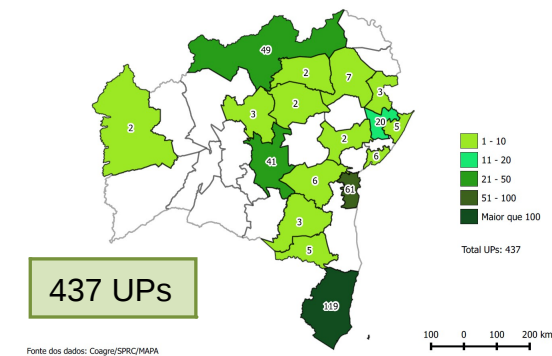 49
2
7
3
2
3
20
5
2
2
6
41
6
61
3
5
119
1 - 10
11 - 20
21 - 50
51 - 100
Maior que 100
Total UPs: 437
437 UPs
Fonte dos dados: Coagre/SPRC/MAPA
100 0 100 200 km